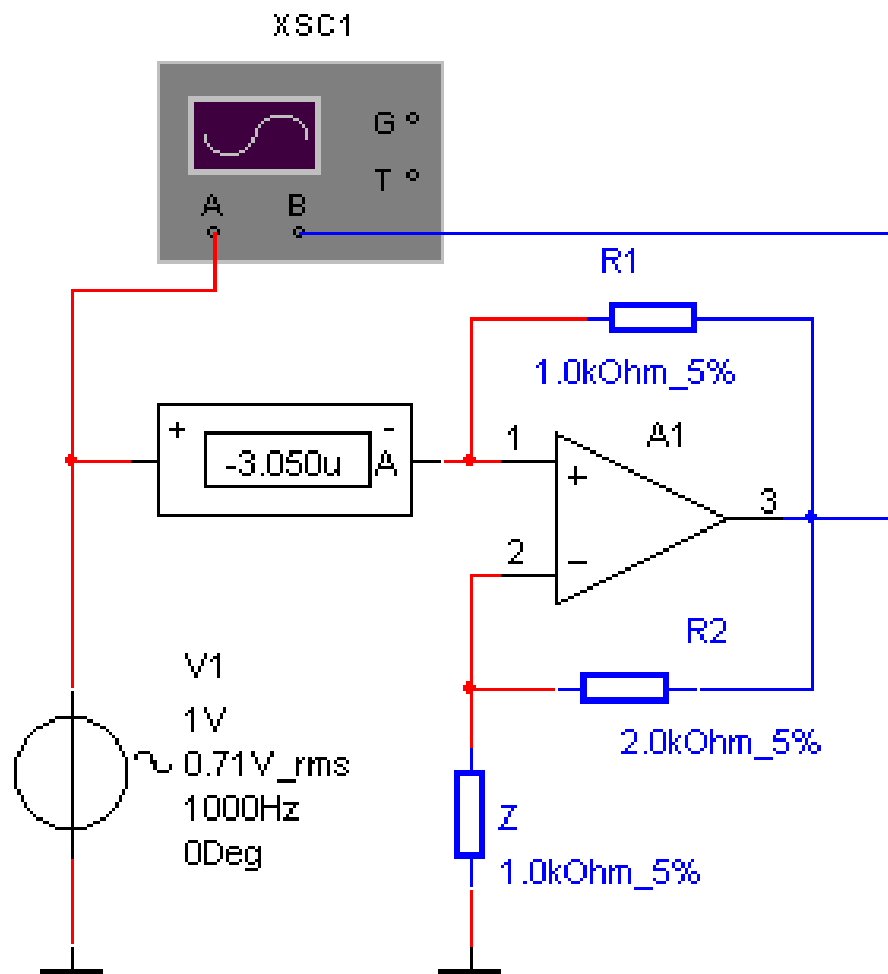 XSC1
G
T
A B
R1
1.0kOhm_5%
+ -
-3.050u A
1
A1
+
3
2
−
R2
2.0kOhm_5%
V1
1V
0.71V_rms
1000Hz
0Deg
Z
1.0kOhm_5%